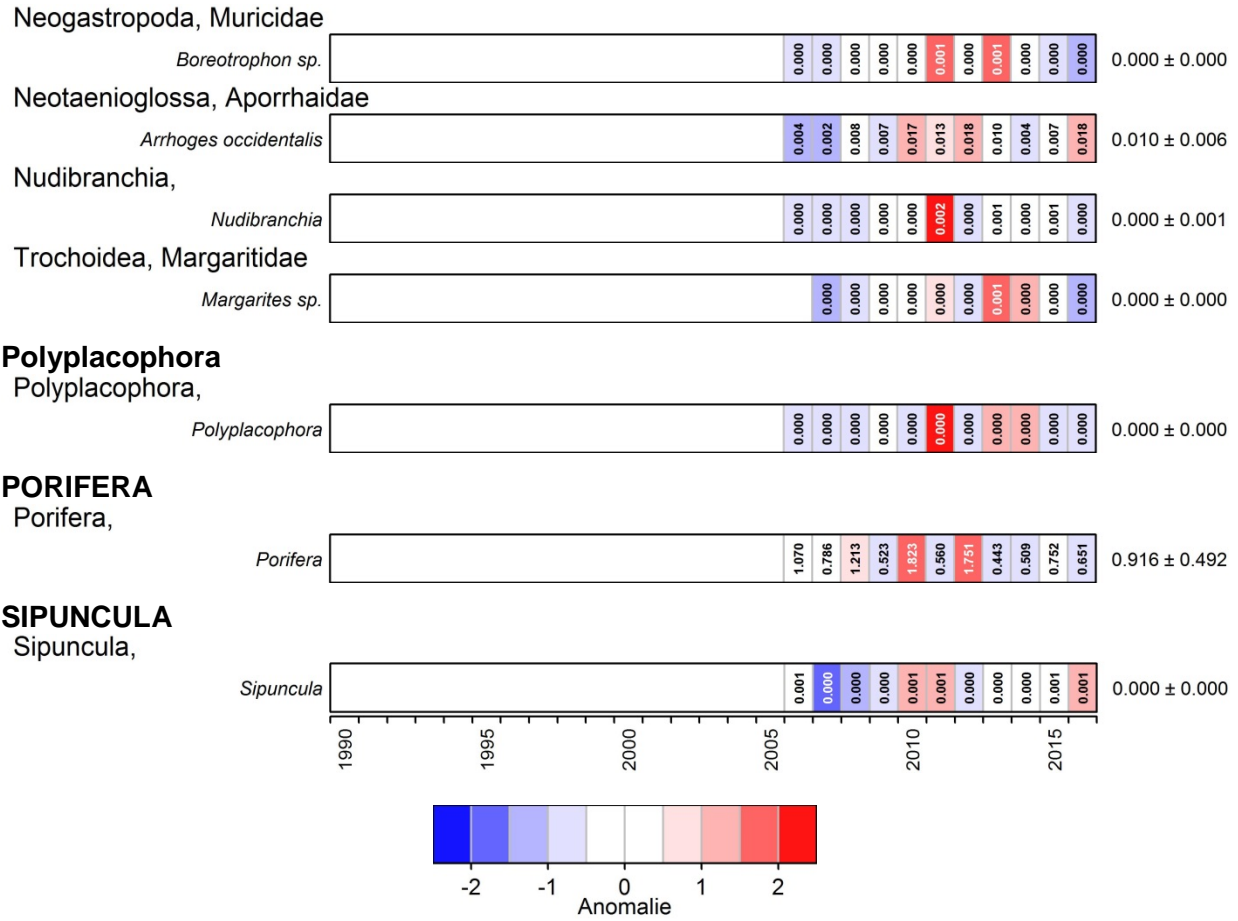 Neogastropoda, Muricidae
Boreotrophon sp. 0.000 0.000 0.000 0.000 0.000 0.001 0.000 0.001 0.000 0.000 0.000 0.000 ± 0.000
Neotaenioglossa, Aporrhaidae
Arrhoges occidentalis 0.004 0.002 0.008 0.007 0.017 0.013 0.018 0.010 0.004 0.007 0.018 0.010 ± 0.006
Nudibranchia,
Nudibranchia 0.000 0.000 0.000 0.000 0.000 0.002 0.000 0.001 0.000 0.001 0.000 0.000 ± 0.001
Trochoidea, Margaritidae
Margarites sp. 0.000 0.000 0.000 0.000 0.000 0.000 0.001 0.000 0.000 0.000 0.000 ± 0.000
Polyplacophora
Polyplacophora,
Polyplacophora 0.000 0.000 0.000 0.000 0.000 0.000 0.000 0.000 0.000 0.000 0.000 0.000 ± 0.000
PORIFERA
Porifera,
Porifera 1.070 0.786 1.213 0.523 1.823 0.560 1.751 0.443 0.509 0.752 0.651 0.916 ± 0.492
SIPUNCULA
Sipuncula,
Sipuncula 0.001 0.000 0.000 0.000 0.001 0.001 0.000 0.000 0.000 0.001 0.001 0.000 ± 0.000
1990 1995 2000 2005 2010 2015
-2 -1 0 1 2
Anomalie